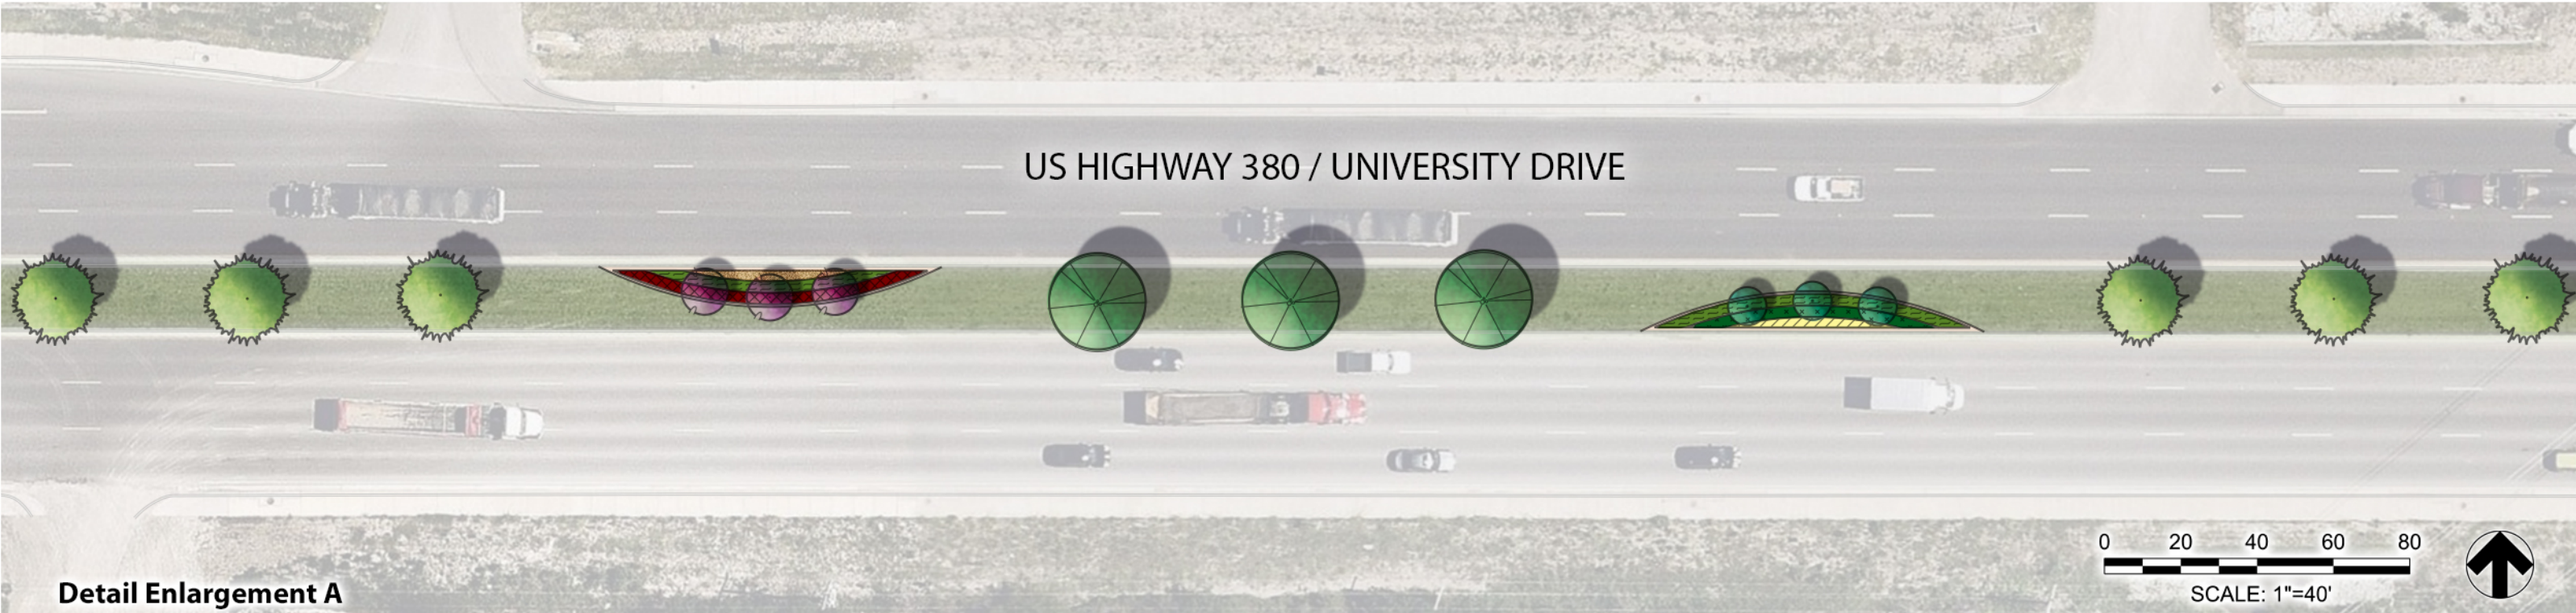 US HIGHWAY 380 / UNIVERSITY DRIVE
0 20 40 60 80
SCALE: 1"=40'
Detail Enlargement A